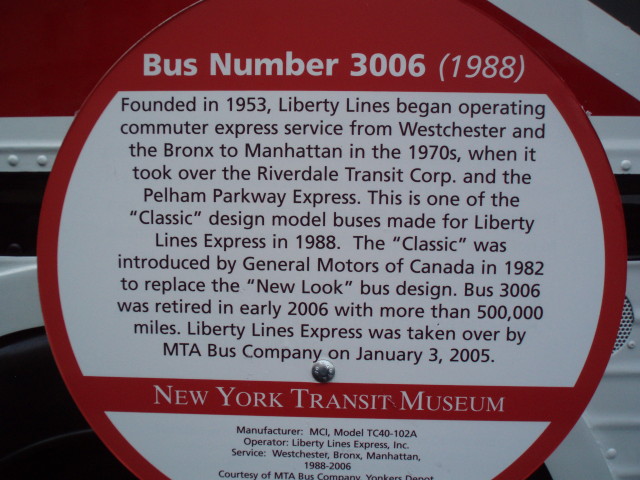 Bus Number 3006 (1988)
Founded in 1953, Liberty Lines began operating
commuter express service from Westchester and
the Bronx to Manhattan in the 1970s, when it
took over the Riverdale Transit Corp. and the
Pelham Parkway Express. This is one of the
“Classic” design model buses made for Liberty
Lines Express in 1988. The “Classic” was
introduced by General Motors of Canada in 1982
to replace the “New Look” bus design. Bus 3006
was retired in early 2006 with more than 500,000
miles. Liberty Lines Express was taken over by
MTA Bus Company on January 3, 2005.
NEW YORK TRANSIT MUSEUM
Manufacturer: MCI, Model TC40-102A
Operator: Liberty Lines Express, Inc.
Service: Westchester, Bronx, Manhattan,
1988-2006
Courtesy of MTA Bus Company, Yonkers Depot